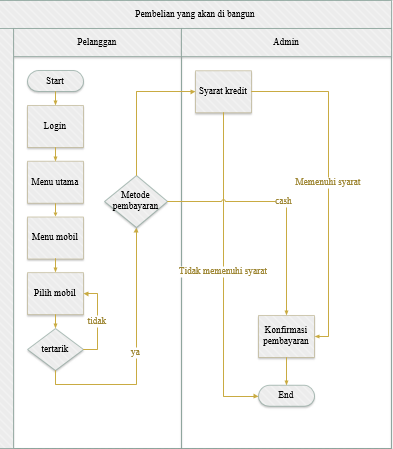 Pembelian yang akan di bangun
Pelanggan
Admin
Start
Syarat kredit
Login
Menu utama
Memenuhi syarat
Metode
pembayaran
cash
Menu mobil
Tidak memenuhi syarat
Pilih mobil
tidak
Konfirmasi
pembayaran
tertarik
ya
End